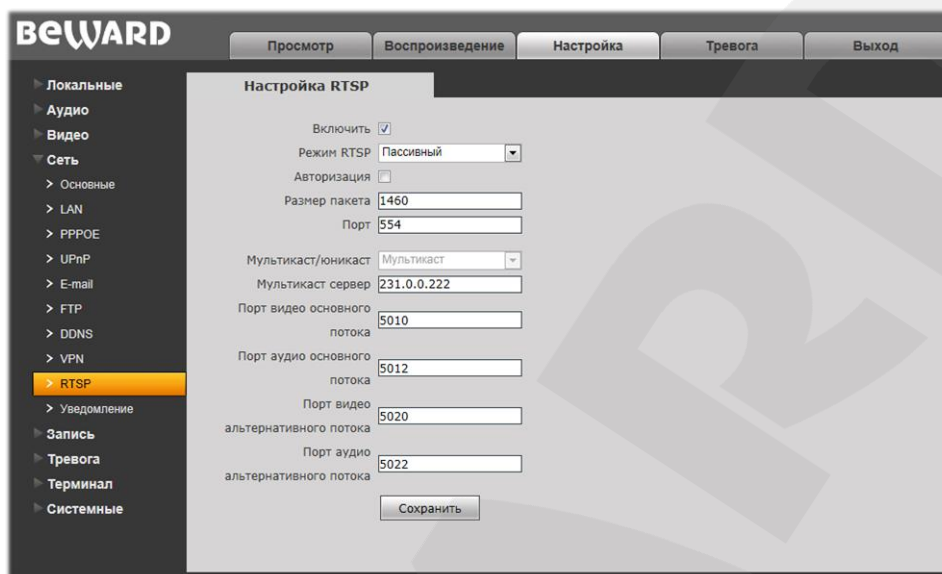 BEWARD
Просмотр Воспроизведение Настройка Тревога Выход
Локальные
Аудио
Видео
Сеть
> Основные
> LAN
> PPPOE
> UPnP
> E-mail
> FTP
> DDNS
> VPN
> RTSP
> Уведомление
Запись
Тревога
Терминал
Системные
Настройка RTSP
Включить
Режим RTSP Пассивный
Авторизация
Размер пакета 1460
Порт 554
Мультикаст/юникаст Мультикаст
Мультикаст сервер 231.0.0.222
Порт видео основного
потока 5010
Порт аудио основного
потока 5012
Порт видео
альтернативного потока 5020
Порт аудио
альтернативного потока 5022
Сохранить